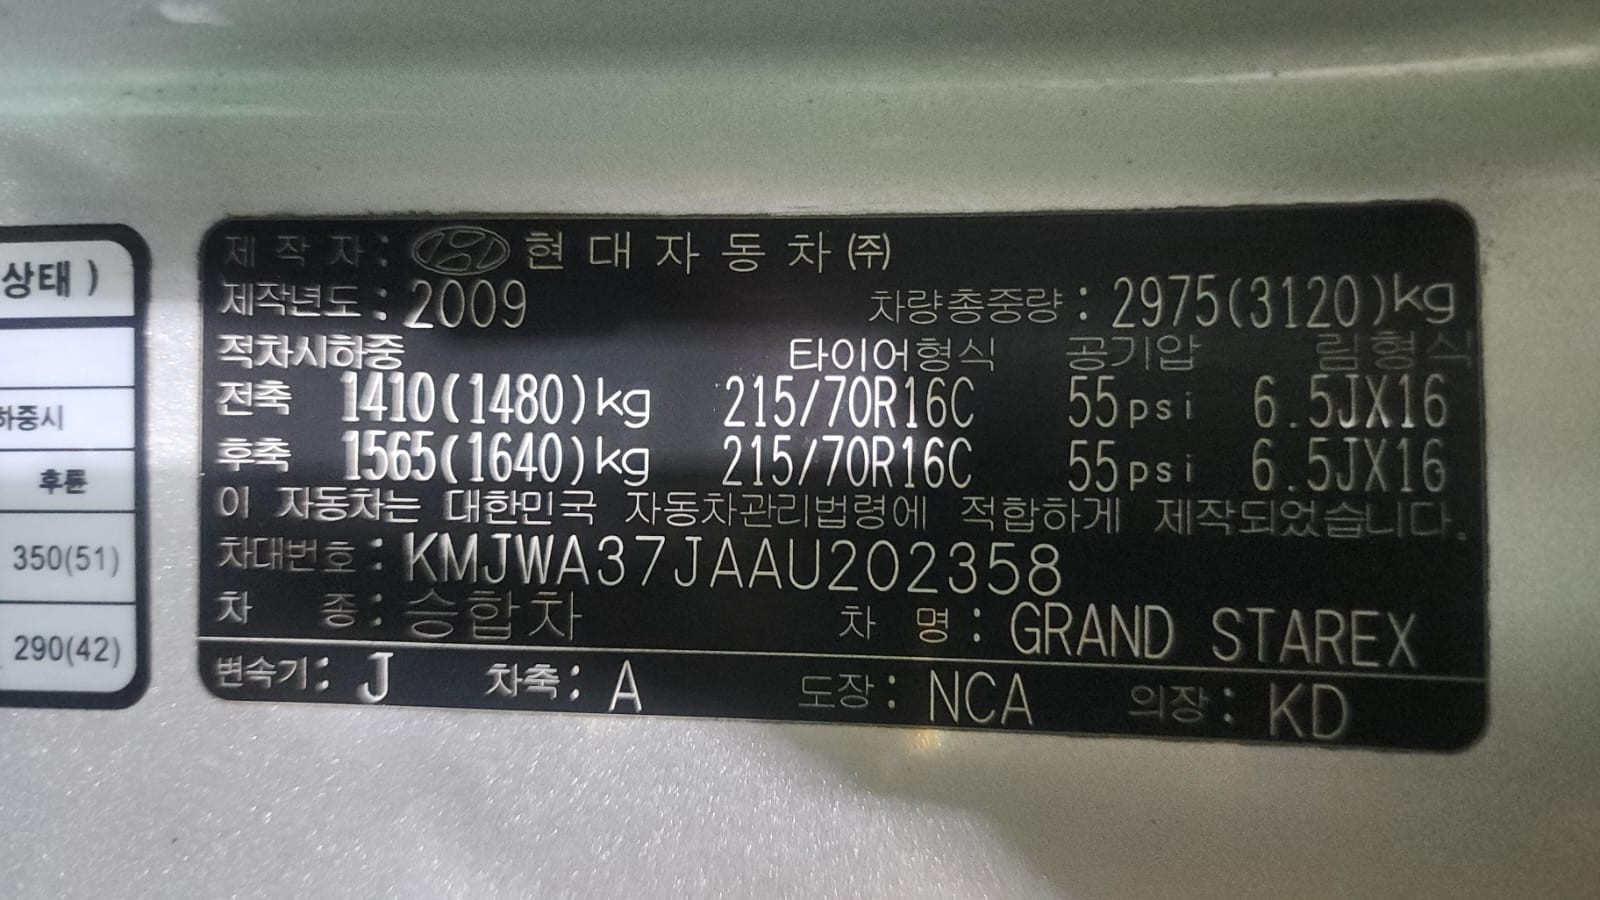 상태 )
하중시
후륜
350(51)
290(42)
제 작 자 : 현 대 자 동 차 ㈜
제작년도 : 2009 차량총중량 : 2975(3120)kg
적차시하중 타이어형식 공기압 림형식
전축 1410(1480)kg 215/70R16C 55psi 6.5JX16
후축 1565(1640)kg 215/70R16C 55psi 6.5JX16
이 자동차는 대한민국 자동차관리법령에 적합하게 제작되었습니다.
차대번호 : KMJWA37JAAU202358
차 종 : 승합차 차 명 : GRAND STAREX
변속기 : J 차축 : A 도장 : NCA 의장 : KD